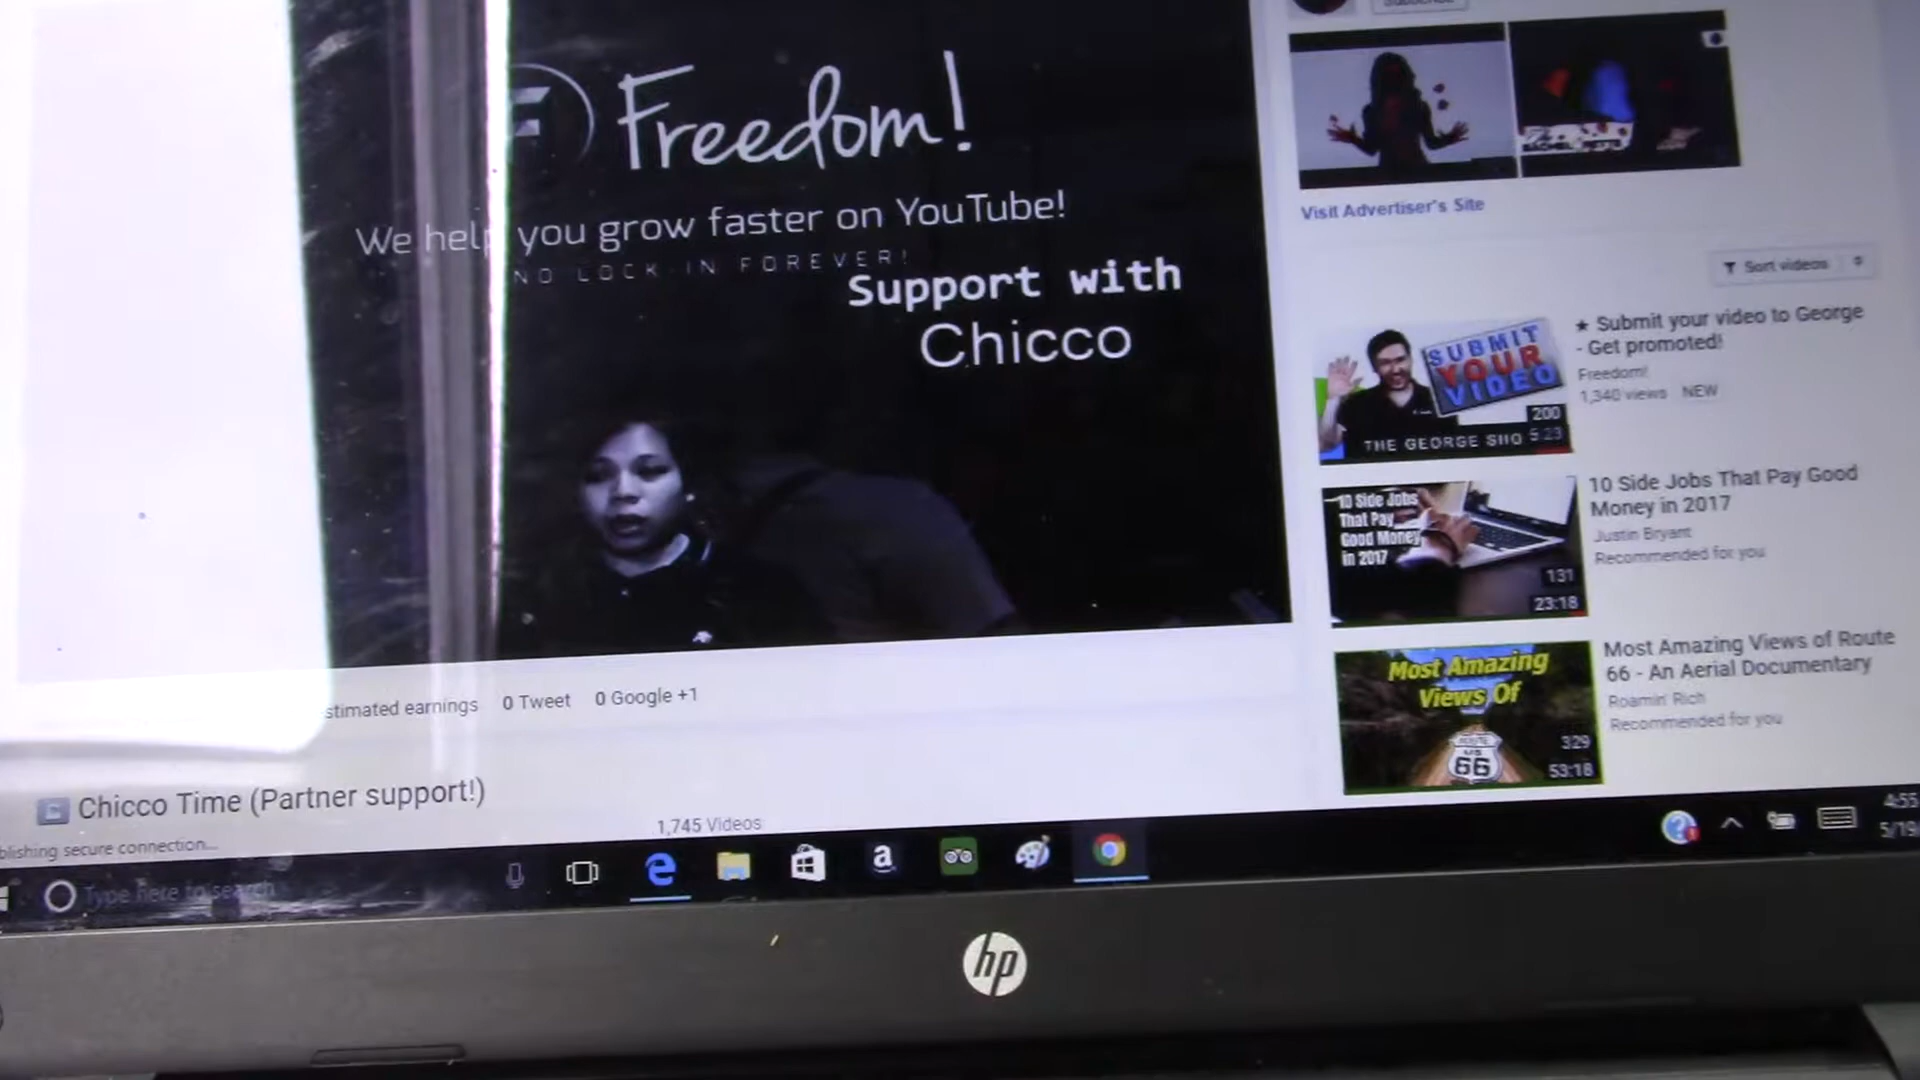 Freedom!
We help you grow faster on YouTube!
NO LOCK-IN FOREVER!
Support with
Chicco
Visit Advertiser's Site
Sort videos
SUBMIT
YOUR
VIDEO
200
THE GEORGE SHO 5:23
★ Submit your video to George
- Get promoted!
Freedom!
1,340 views NEW
10 Side Jobs
That Pay
Good Money
in 2017
131
23:18
10 Side Jobs That Pay Good
Money in 2017
Justin Bryant
Recommended for you
Most Amazing
Views Of
66
329
53:18
Most Amazing Views of Route
66 - An Aerial Documentary
Roamin' Rich
Recommended for you
stimated earnings 0 Tweet 0 Google +1
Chicco Time (Partner support!)
1,745 Videos
blishing secure connection...
Type here to search
4:55
5/19
hp